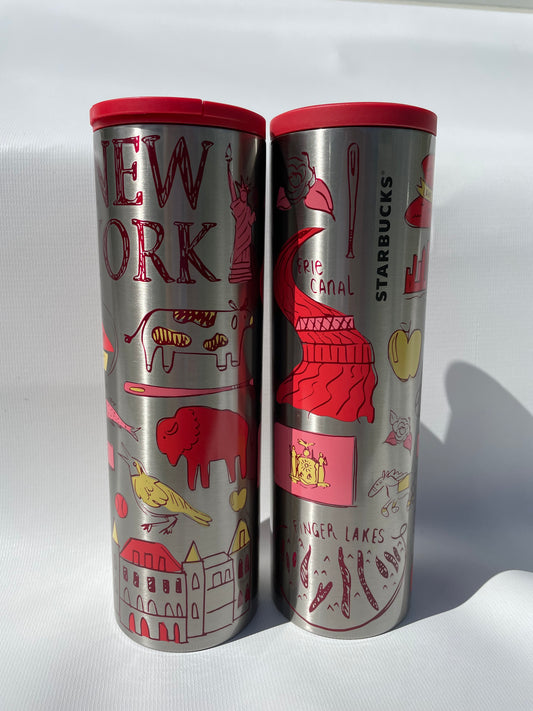 NEW
YORK
STARBUCKS®
ERIE
CANAL
FINGER LAKES